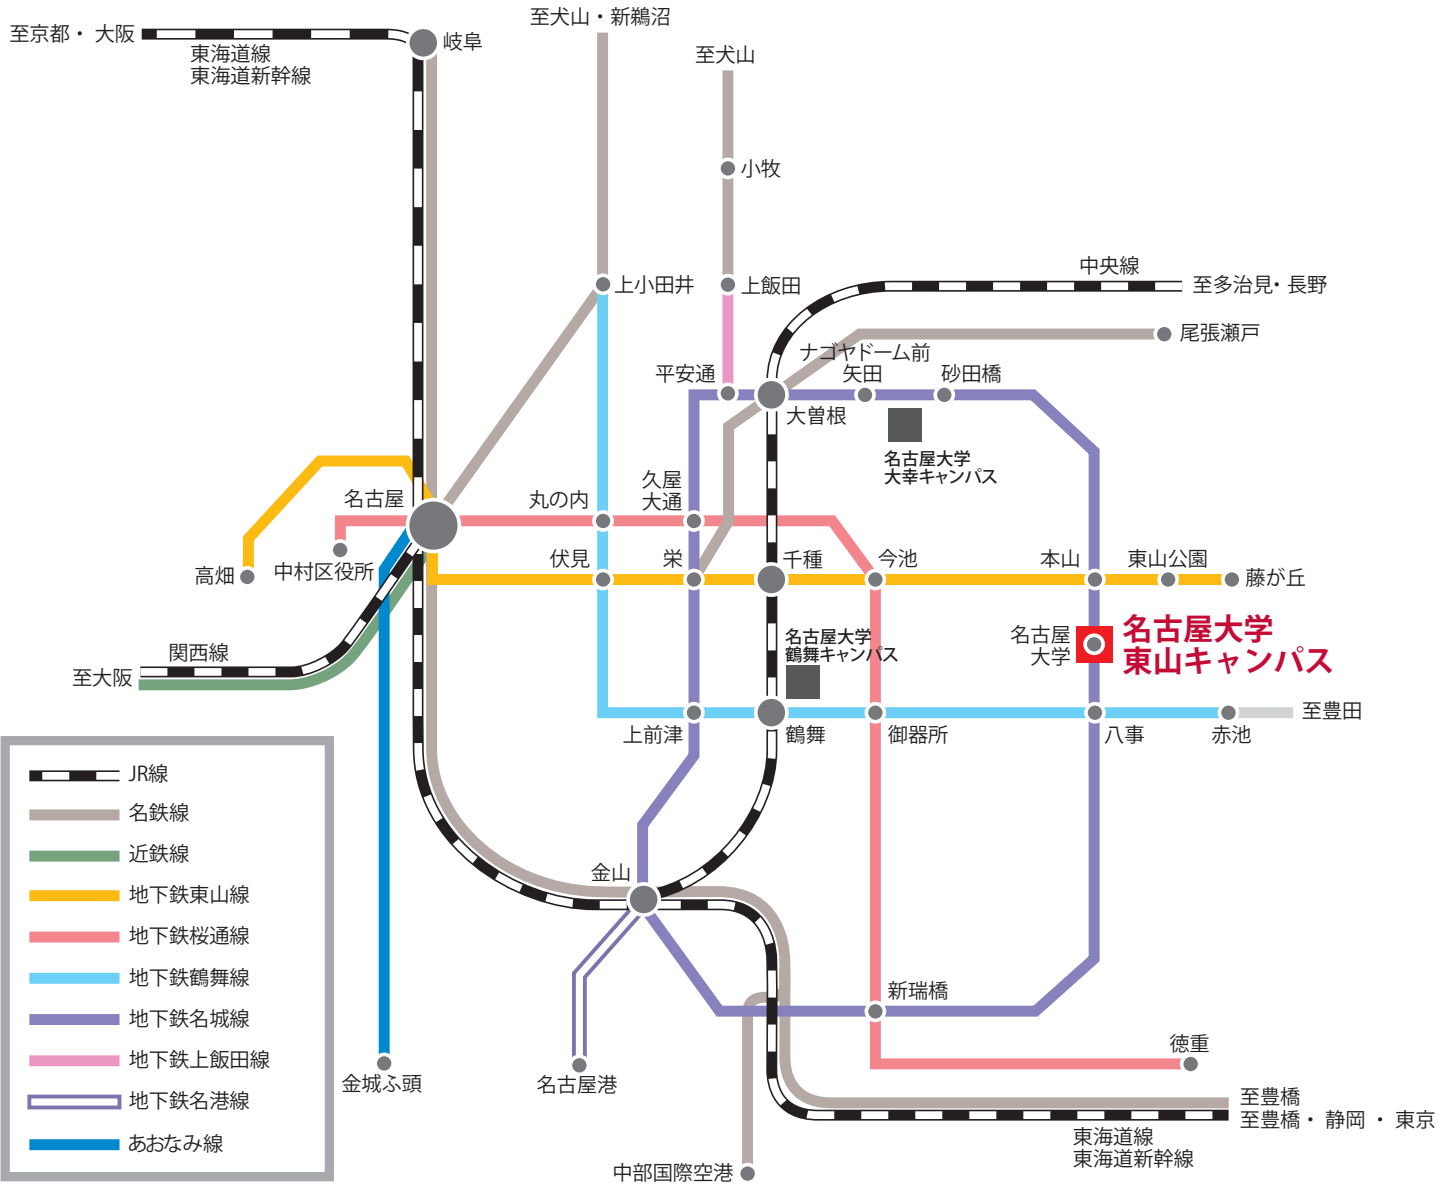 至犬山・新鵜沼
至京都・ 大阪
岐阜
東海道線
東海道新幹線
至犬山
小牧
上小田井
上飯田
中央線
至多治見・長野
尾張瀬戸
ナゴヤドーム前
矢田
砂田橋
平安通
大曽根
名古屋大学
大幸キャンパス
久屋
大通
名古屋
丸の内
中村区役所
高畑
伏見
栄
千種
今池
本山
東山公園
藤が丘
名古屋
大学
名古屋大学
東山キャンパス
名古屋大学
鶴舞キャンパス
関西線
至大阪
上前津
鶴舞
御器所
八事
赤池
至豊田
JR線
名鉄線
近鉄線
地下鉄東山線
地下鉄桜通線
地下鉄鶴舞線
地下鉄名城線
地下鉄上飯田線
地下鉄名港線
あおなみ線
金山
新瑞橋
徳重
金城ふ頭
名古屋港
至豊橋
至豊橋・ 静岡 ・ 東京
東海道線
東海道新幹線
中部国際空港